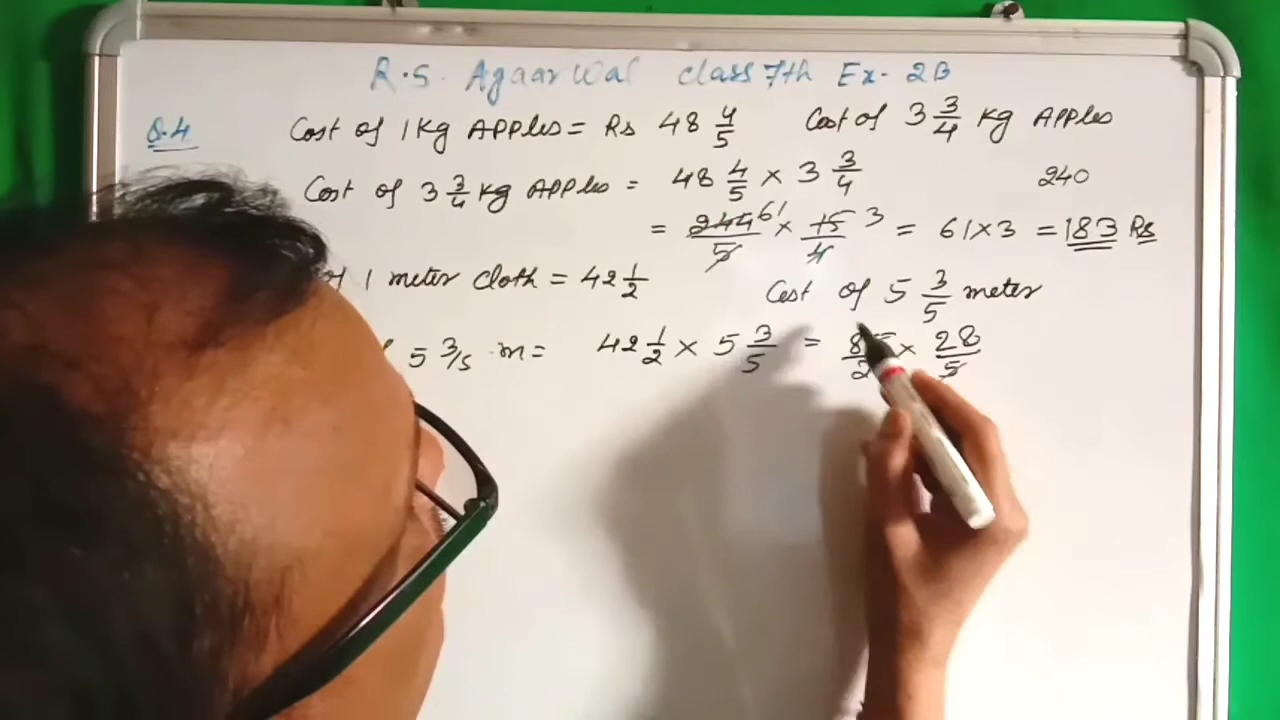 R.S. Agaarwal class 7th Ex- 2B
Q.4 Cost of 1Kg Apples = Rs 48 4/5 Cost of 3 3/4 Kg Apples
Cost of 3 3/4 Kg Apples = 48 4/5 × 3 3/4 240
= 244/5 61 × 15/4 3 = 61×3 = 183 Rs
of 1 meter cloth = 42 1/2 Cost of 5 3/5 meter
5 3/5 m = 42 1/2 × 5 3/5 = 85/2 × 28/5